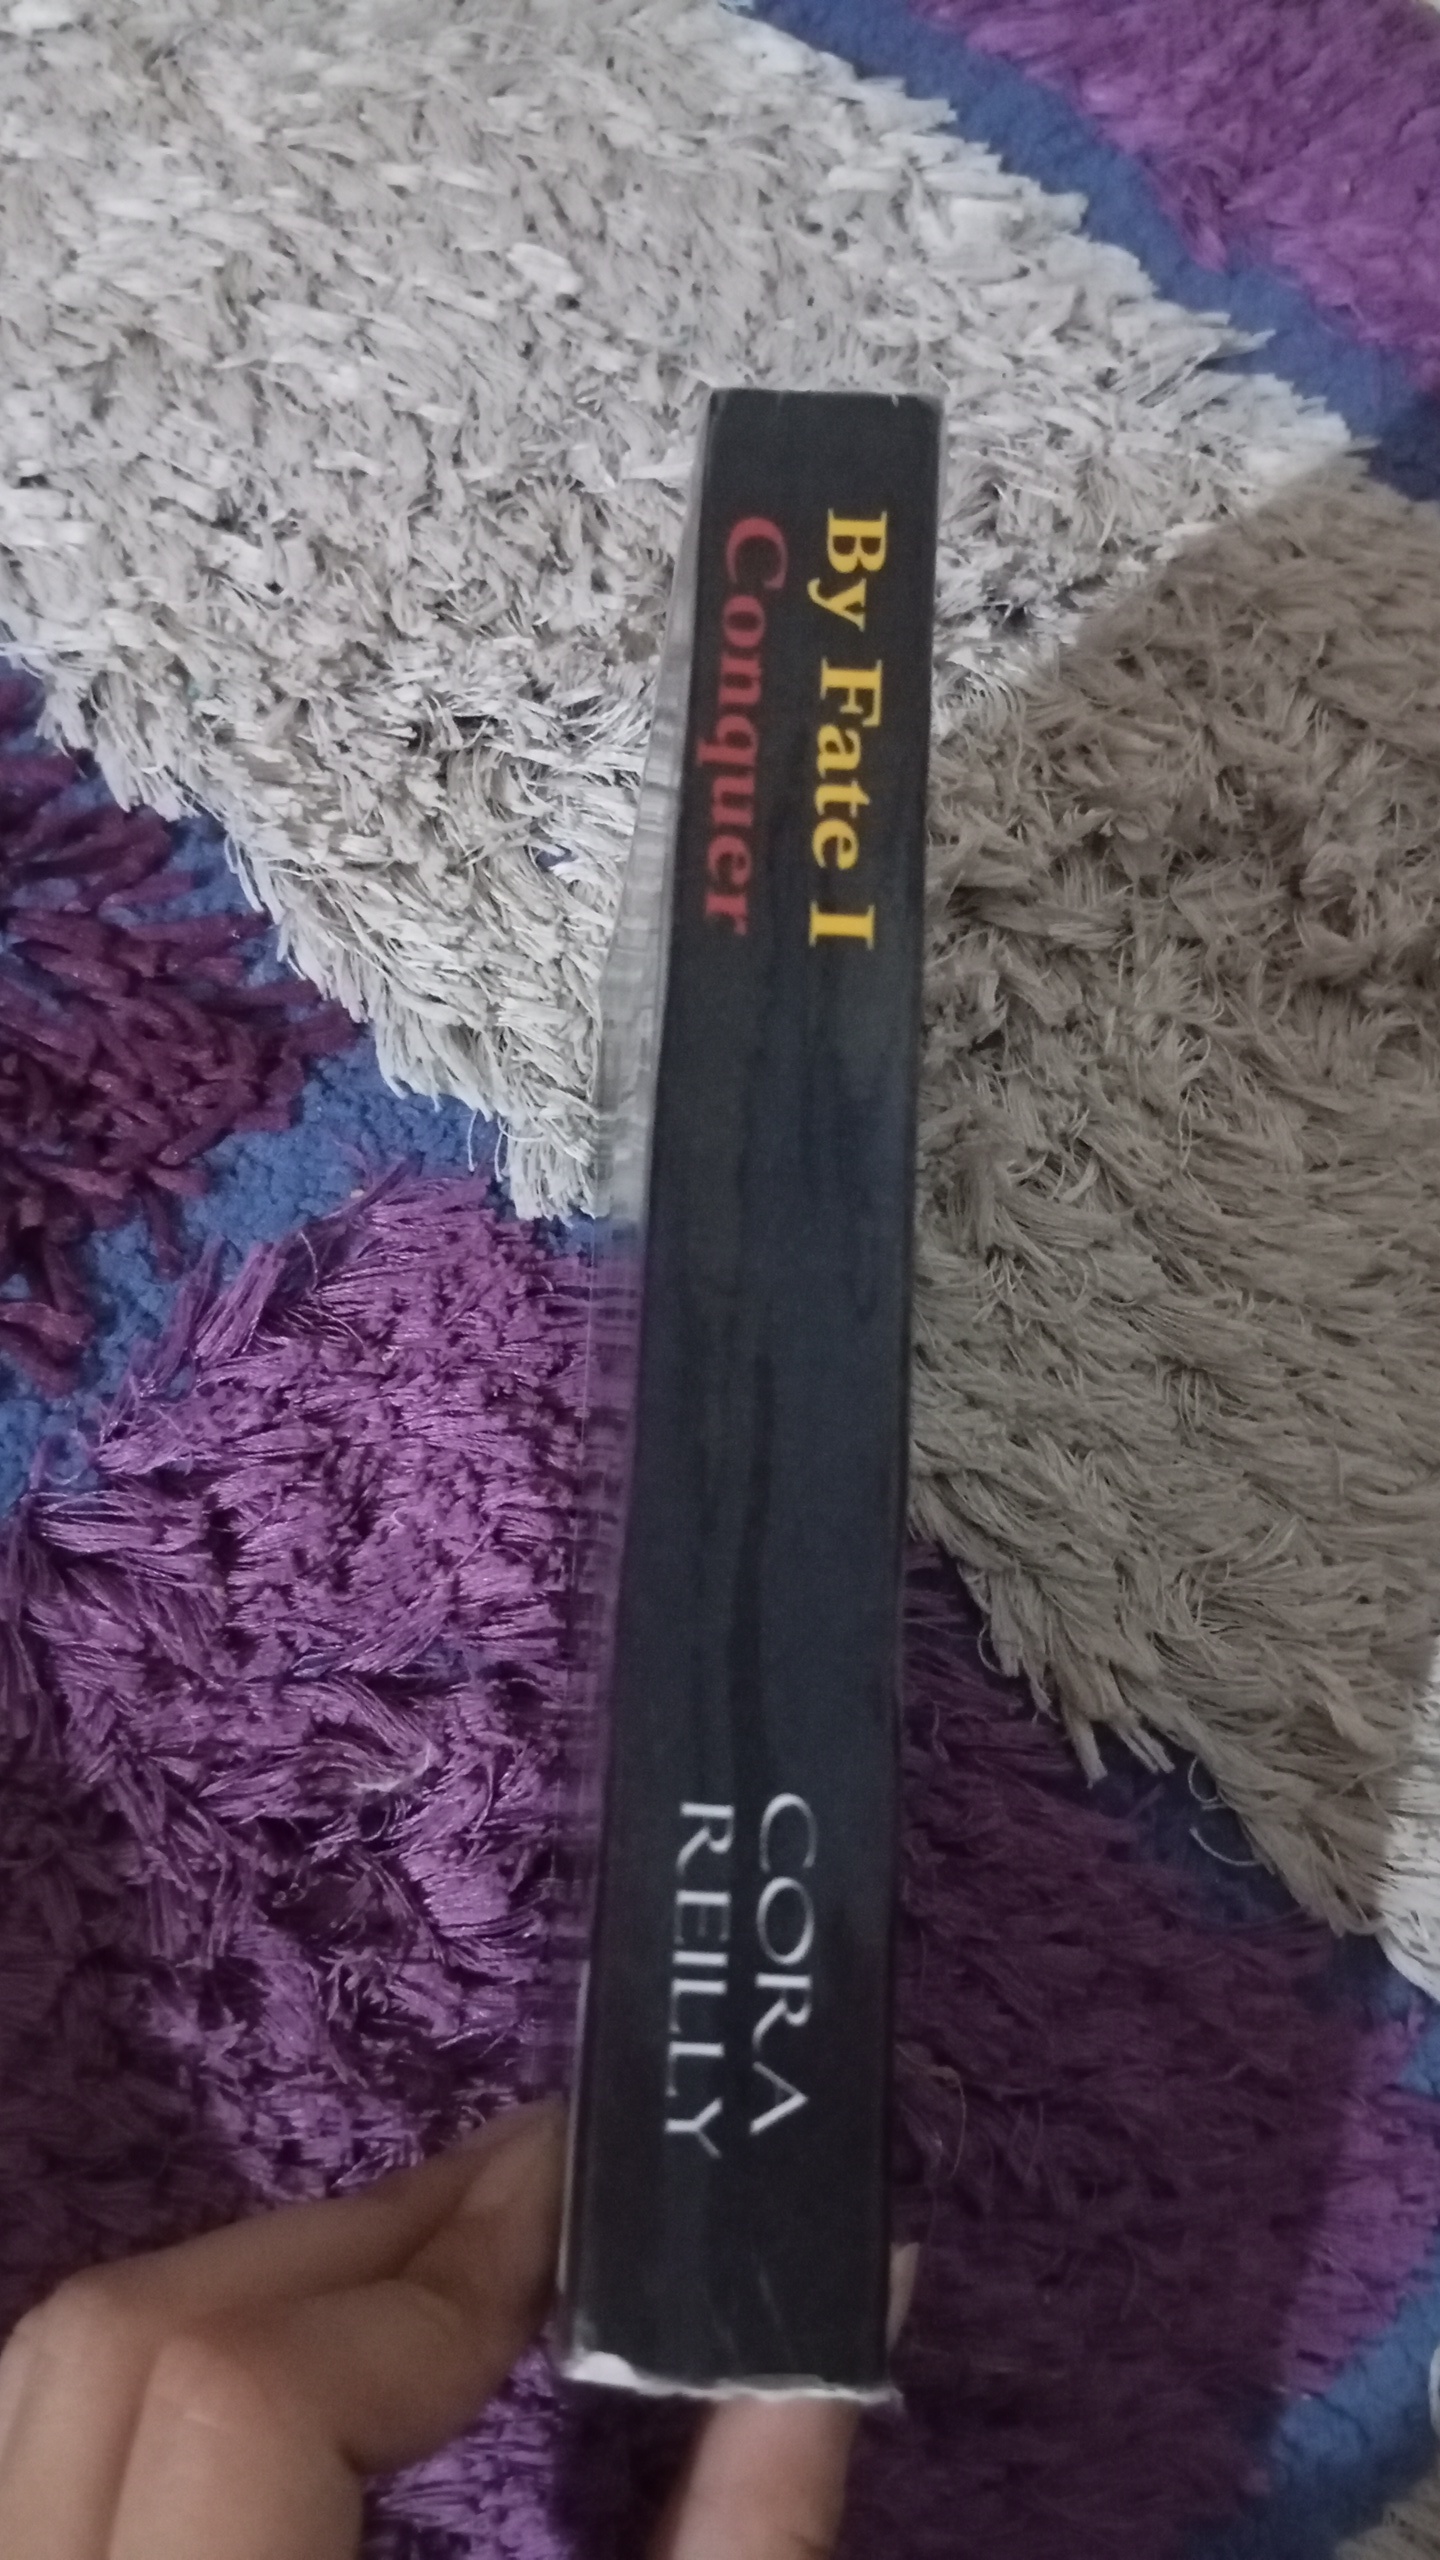 By Fate I
Conquer
CORA
REILLY